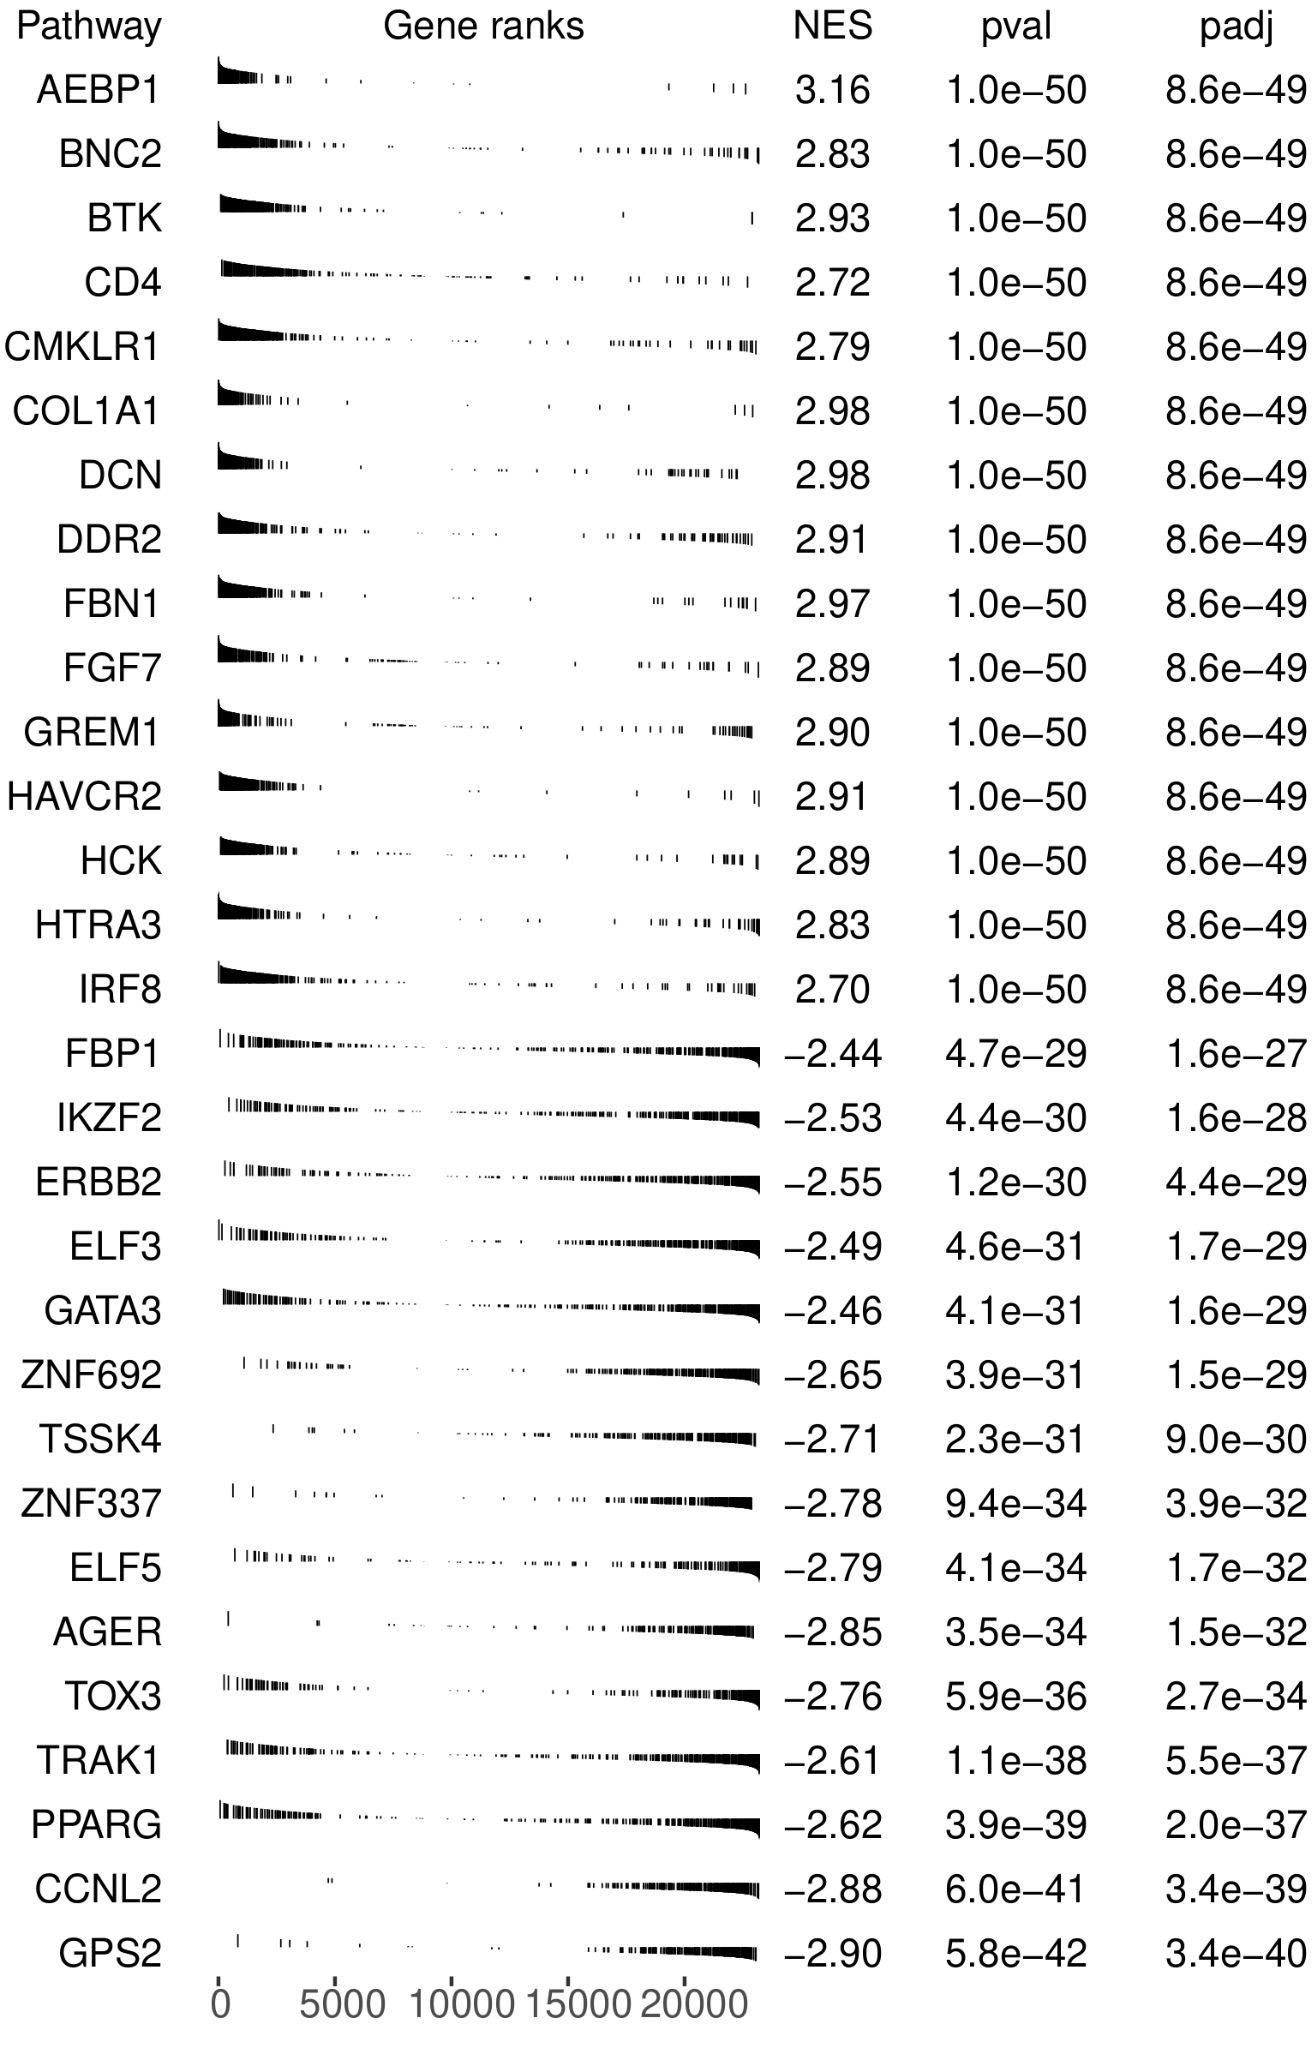 Pathway Gene ranks NES pval padj
AEBP1 3.16 1.0e−50 8.6e−49
BNC2 2.83 1.0e−50 8.6e−49
BTK 2.93 1.0e−50 8.6e−49
CD4 2.72 1.0e−50 8.6e−49
CMKLR1 2.79 1.0e−50 8.6e−49
COL1A1 2.98 1.0e−50 8.6e−49
DCN 2.98 1.0e−50 8.6e−49
DDR2 2.91 1.0e−50 8.6e−49
FBN1 2.97 1.0e−50 8.6e−49
FGF7 2.89 1.0e−50 8.6e−49
GREM1 2.90 1.0e−50 8.6e−49
HAVCR2 2.91 1.0e−50 8.6e−49
HCK 2.89 1.0e−50 8.6e−49
HTRA3 2.83 1.0e−50 8.6e−49
IRF8 2.70 1.0e−50 8.6e−49
FBP1 −2.44 4.7e−29 1.6e−27
IKZF2 −2.53 4.4e−30 1.6e−28
ERBB2 −2.55 1.2e−30 4.4e−29
ELF3 −2.49 4.6e−31 1.7e−29
GATA3 −2.46 4.1e−31 1.6e−29
ZNF692 −2.65 3.9e−31 1.5e−29
TSSK4 −2.71 2.3e−31 9.0e−30
ZNF337 −2.78 9.4e−34 3.9e−32
ELF5 −2.79 4.1e−34 1.7e−32
AGER −2.85 3.5e−34 1.5e−32
TOX3 −2.76 5.9e−36 2.7e−34
TRAK1 −2.61 1.1e−38 5.5e−37
PPARG −2.62 3.9e−39 2.0e−37
CCNL2 −2.88 6.0e−41 3.4e−39
GPS2 −2.90 5.8e−42 3.4e−40
0 5000 10000 15000 20000